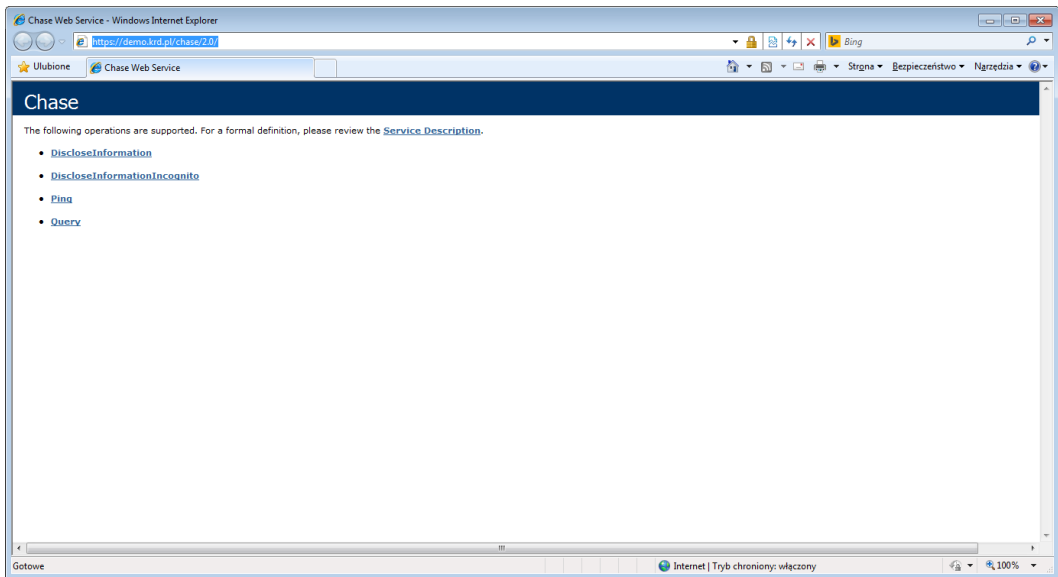 Chase Web Service - Windows Internet Explorer
https://demo.krd.pl/chase/2.0/
Bing
Ulubione
Chase Web Service
Strona
Bezpieczeństwo
Narzędzia
Chase
The following operations are supported. For a formal definition, please review the Service Description.
DiscloseInformation
DiscloseInformationIncognito
Ping
Query
Gotowe
Internet | Tryb chroniony: włączony
100%